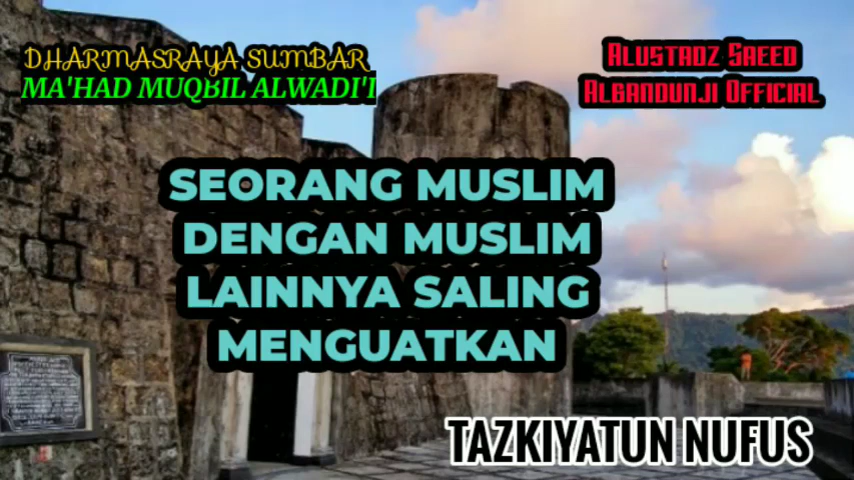 DHARMASRAYA SUMBAR
MA'HAD MUQBIL ALWADI'I
Alustadz Saeed
Albandunji Official
SEORANG MUSLIM
DENGAN MUSLIM
LAINNYA SALING
MENGUATKAN
TAZKIYATUN NUFUS